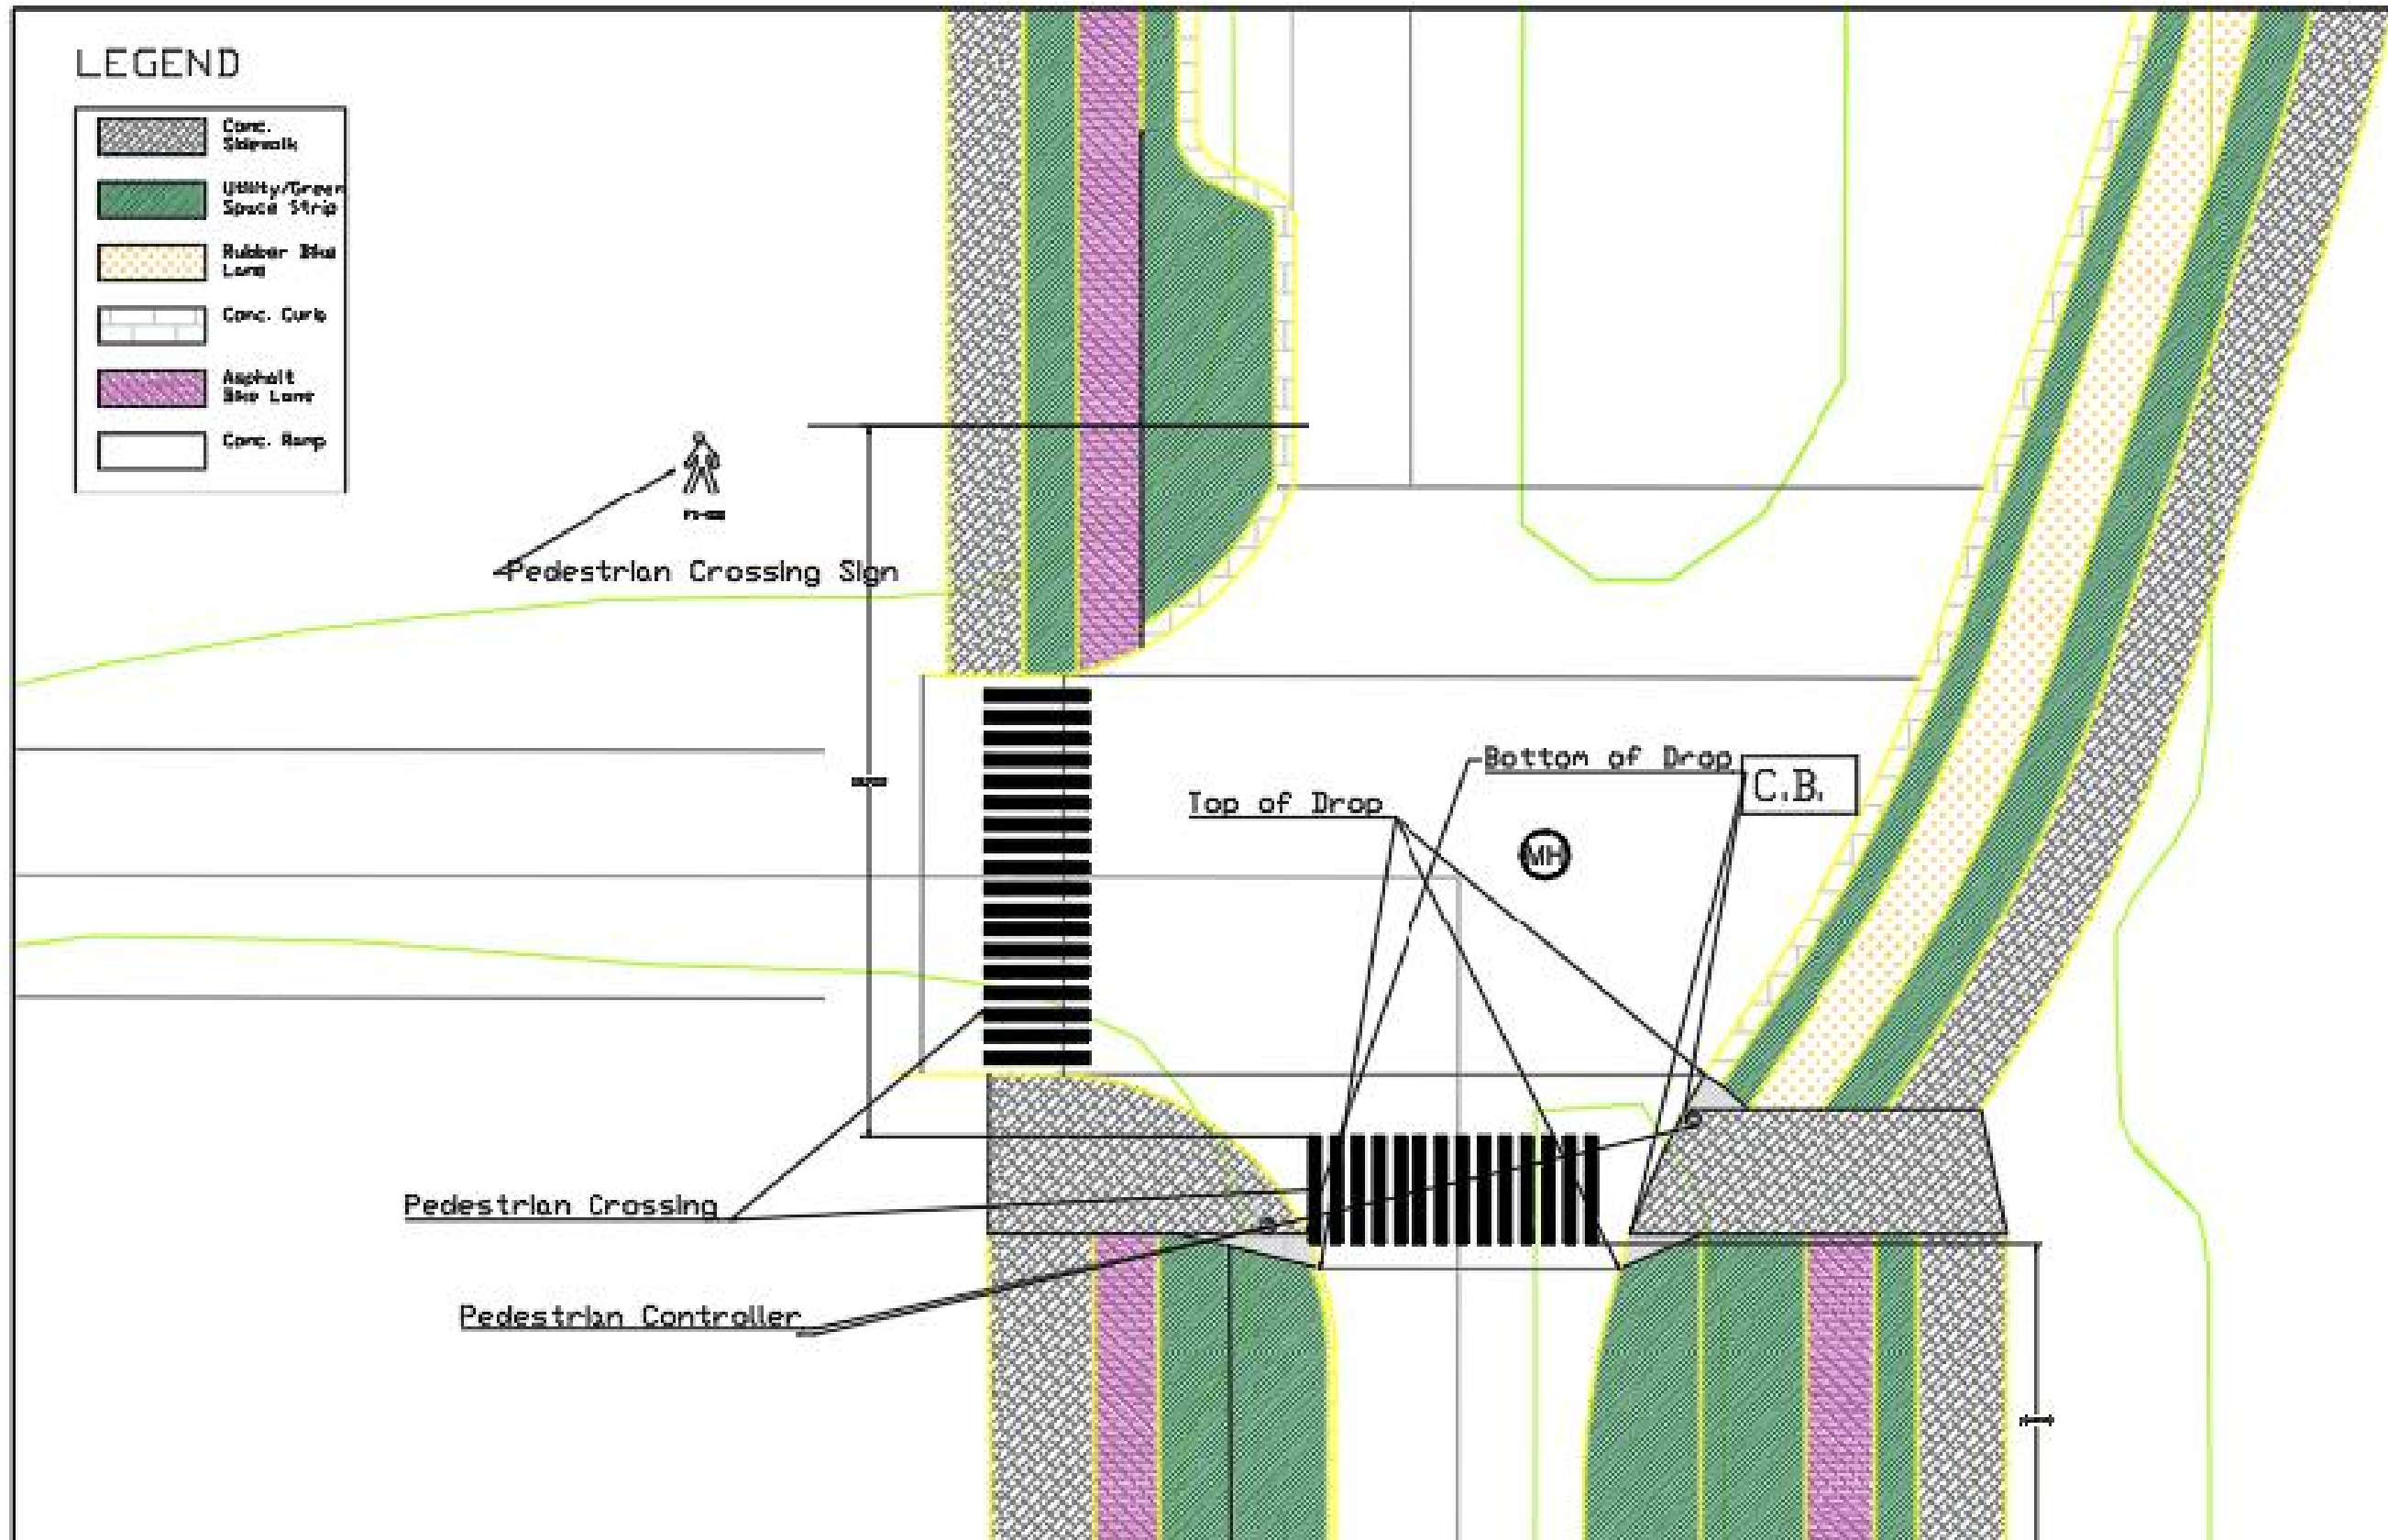 LEGEND
Conc.
Sidewalk
Utility/Green
Space Strip
Rubber Bike
Lane
Conc. Curb
Asphalt
Bike Lane
Conc. Ramp
Pedestrian Crossing Sign
Bottom of Drop
C.B.
Top of Drop
MH
Pedestrian Crossing
Pedestrian Controller